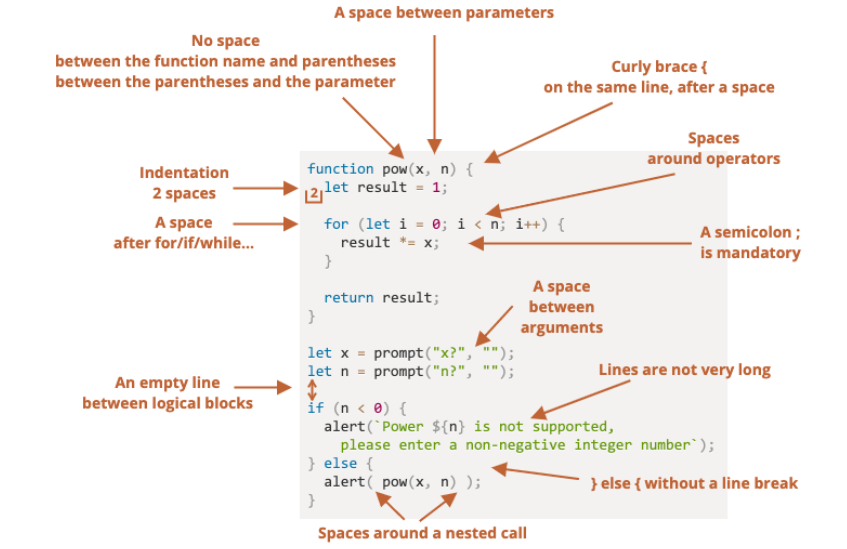 A space between parameters
No space
between the function name and parentheses
between the parentheses and the parameter
Curly brace {
on the same line, after a space
Spaces
around operators
Indentation
2 spaces
A space
after for/if/while...
function pow(x, n) {
2
let result = 1;
for (let i = 0; i < n; i++) {
result *= x;
}
return result;
}
A semicolon ;
is mandatory
A space
between
arguments
let x = prompt("x?", "");
let n = prompt("n?", "");
An empty line
between logical blocks
Lines are not very long
if (n < 0) {
alert(`Power ${n} is not supported,
please enter a non-negative integer number`);
} else {
alert( pow(x, n) );
}
} else { without a line break
Spaces around a nested call